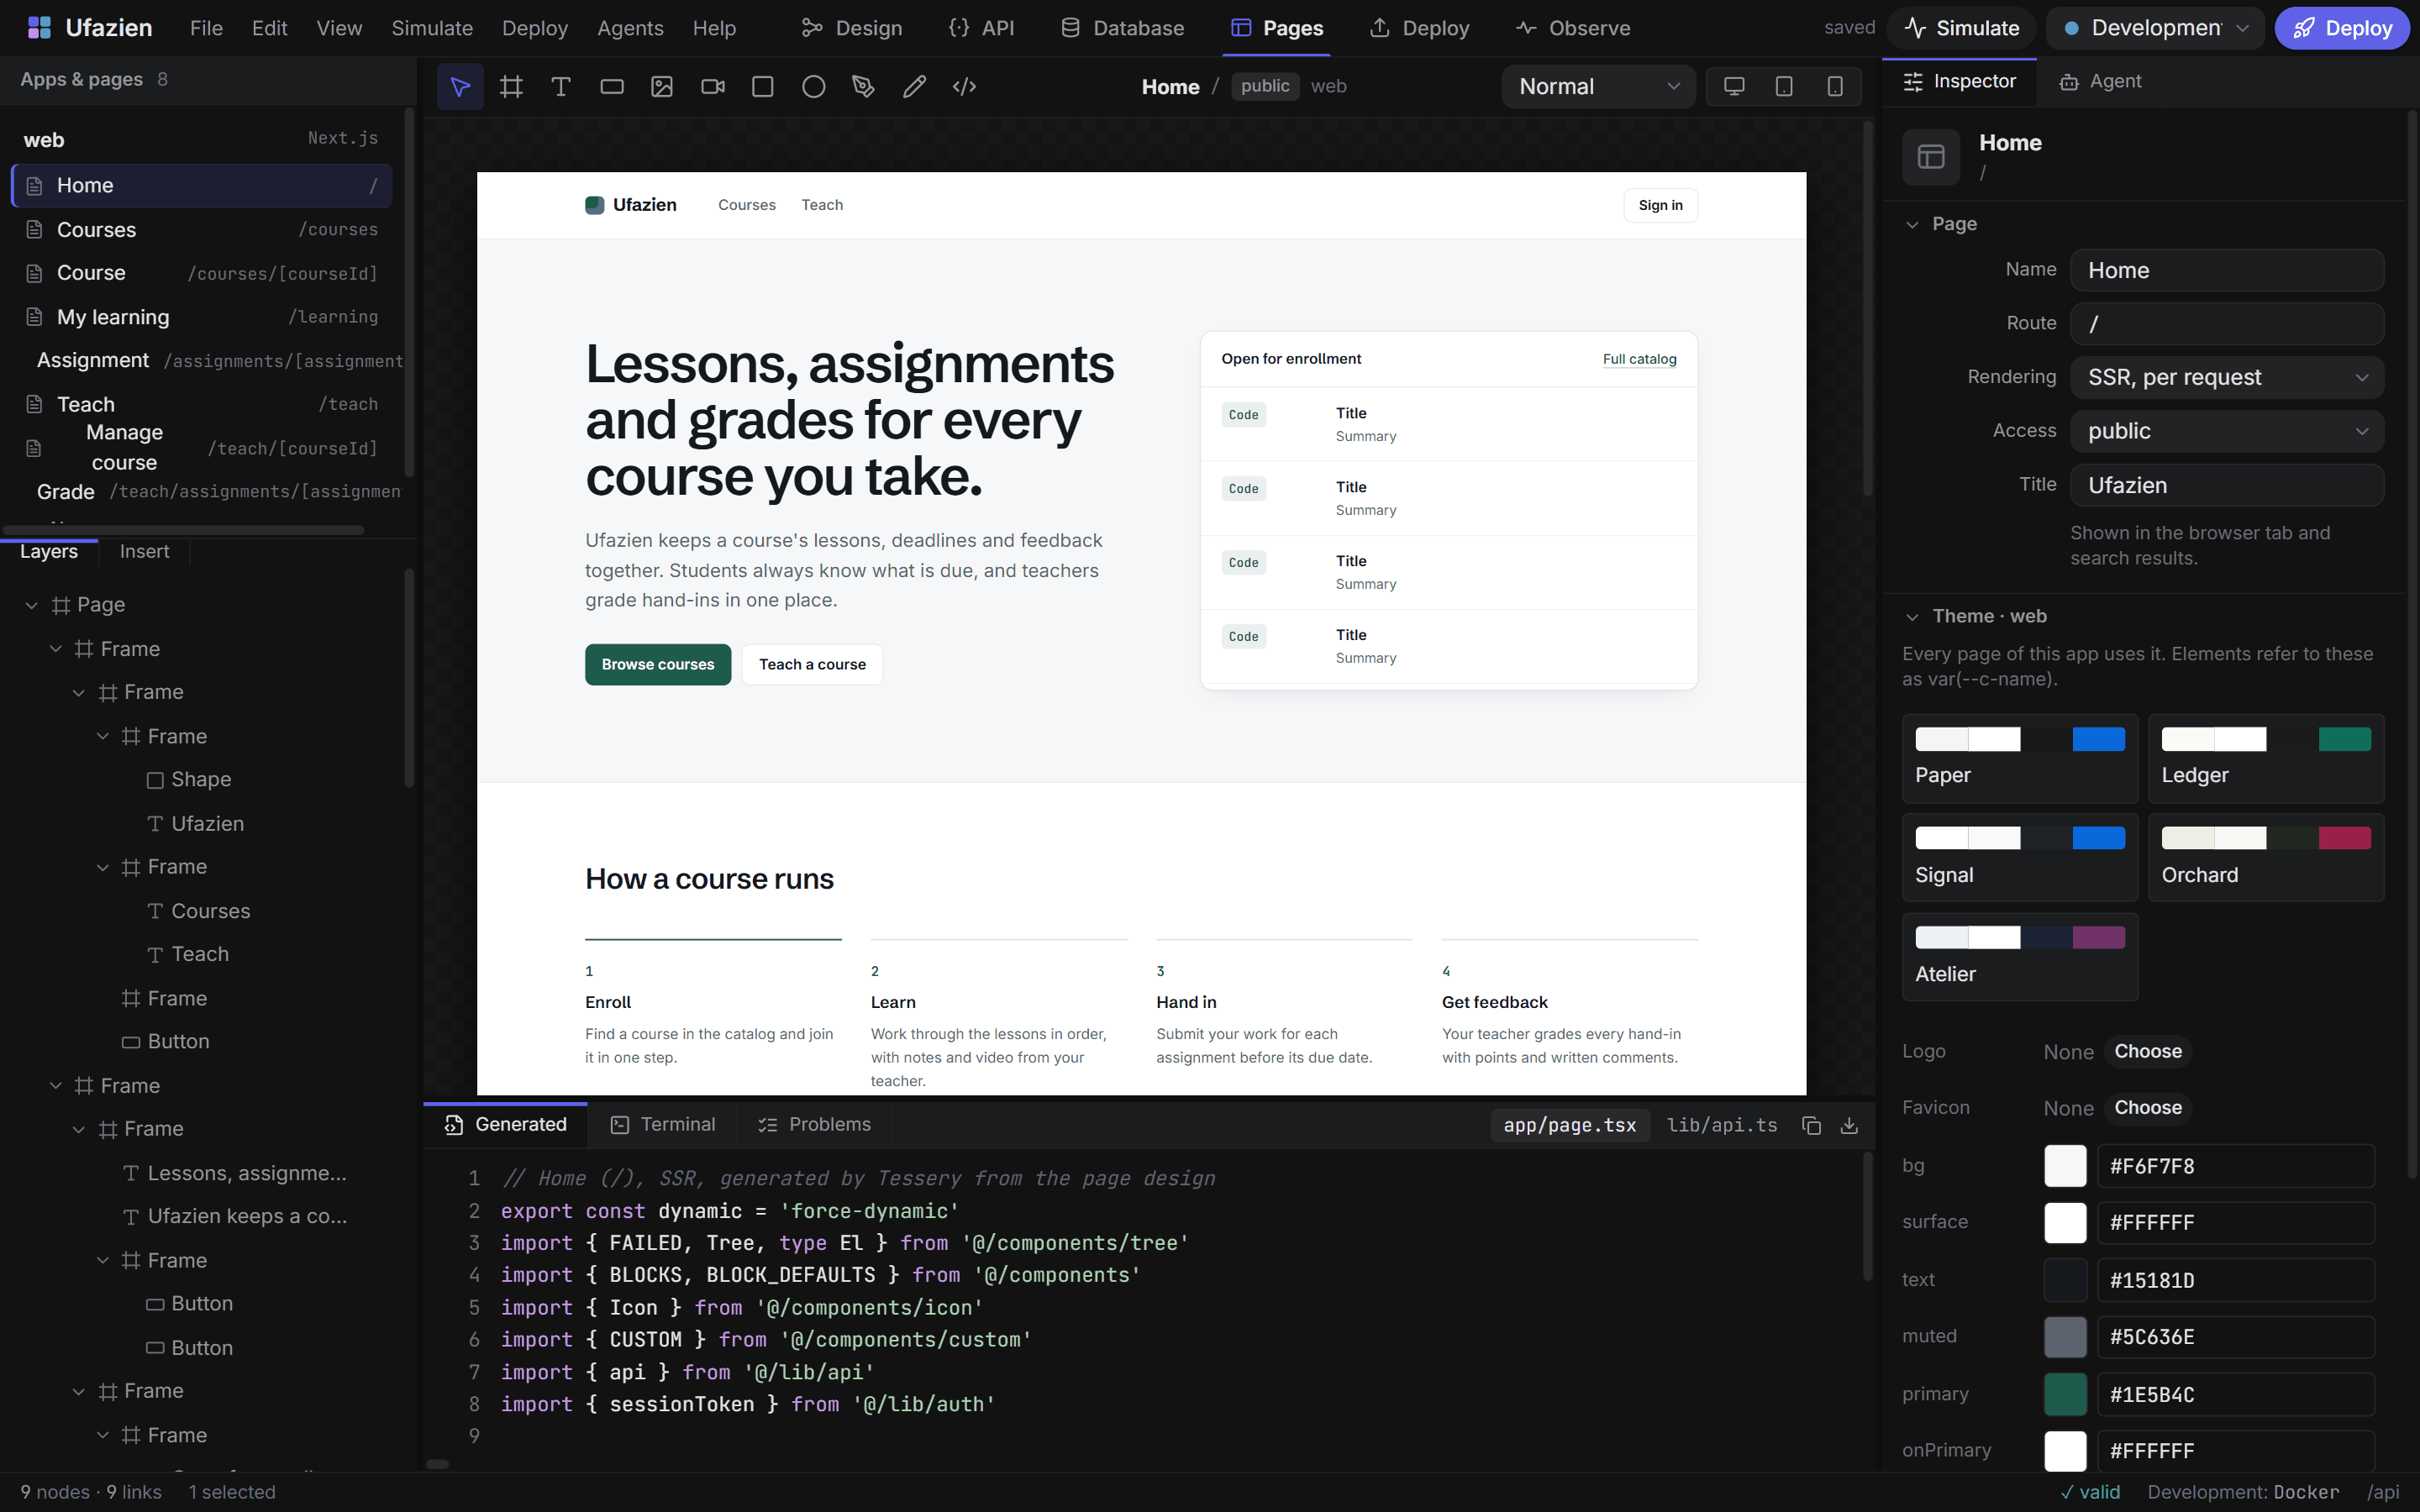 Ufazien File Edit View Simulate Deploy Agents Help Design API Database Pages Deploy Observe saved Simulate Development Deploy
Apps & pages 8
web Next.js
Home /
Courses /courses
Course /courses/[courseId]
My learning /learning
Assignment /assignments/[assignment
Teach /teach
Manage course /teach/[courseId]
Grade /teach/assignments/[assignmen
Layers Insert
Page
Frame
Frame
Frame
Shape
Ufazien
Frame
Courses
Teach
Frame
Button
Frame
Frame
Lessons, assignme...
Ufazien keeps a co...
Frame
Button
Button
Frame
Frame
Home / public web Normal
Ufazien Courses Teach Sign in
Lessons, assignments
and grades for every
course you take.
Ufazien keeps a course's lessons, deadlines and feedback
together. Students always know what is due, and teachers
grade hand-ins in one place.
Browse courses Teach a course
Open for enrollment Full catalog
Code Title
Summary
Code Title
Summary
Code Title
Summary
Code Title
Summary
How a course runs
1
Enroll
Find a course in the catalog and join
it in one step.
2
Learn
Work through the lessons in order,
with notes and video from your
teacher.
3
Hand in
Submit your work for each
assignment before its due date.
4
Get feedback
Your teacher grades every hand-in
with points and written comments.
Generated Terminal Problems app/page.tsx lib/api.ts
1 // Home (/), SSR, generated by Tessery from the page design
2 export const dynamic = 'force-dynamic'
3 import { FAILED, Tree, type El } from '@/components/tree'
4 import { BLOCKS, BLOCK_DEFAULTS } from '@/components'
5 import { Icon } from '@/components/icon'
6 import { CUSTOM } from '@/components/custom'
7 import { api } from '@/lib/api'
8 import { sessionToken } from '@/lib/auth'
9
Inspector Agent
Home
/
Page
Name Home
Route /
Rendering SSR, per request
Access public
Title Ufazien
Shown in the browser tab and
search results.
Theme · web
Every page of this app uses it. Elements refer to these
as var(--c-name).
Paper Ledger
Signal Orchard
Atelier
Logo None Choose
Favicon None Choose
bg #F6F7F8
surface #FFFFFF
text #15181D
muted #5C636E
primary #1E5B4C
onPrimary #FFFFFF
9 nodes · 9 links 1 selected ✓ valid Development: Docker /api